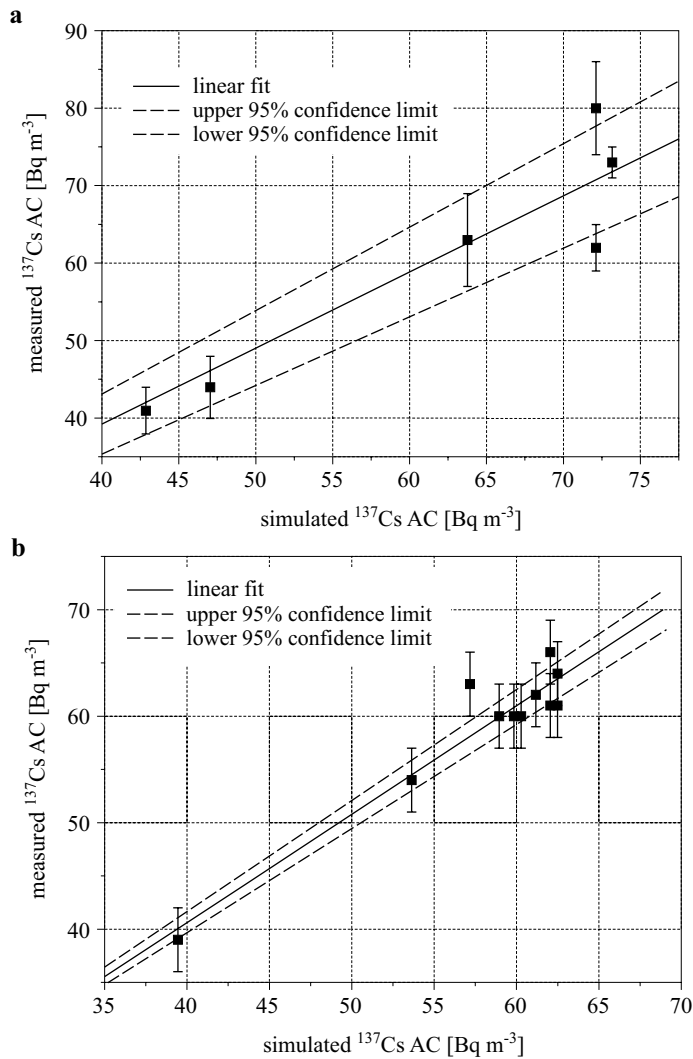 a
90
80
70
60
50
40
linear fit
upper 95% confidence limit
lower 95% confidence limit
measured ¹³⁷Cs AC [Bq m⁻³]
40 45 50 55 60 65 70 75
simulated ¹³⁷Cs AC [Bq m⁻³]
b
70
60
50
40
linear fit
upper 95% confidence limit
lower 95% confidence limit
measured ¹³⁷Cs AC [Bq m⁻³]
35 40 45 50 55 60 65 70
simulated ¹³⁷Cs AC [Bq m⁻³]